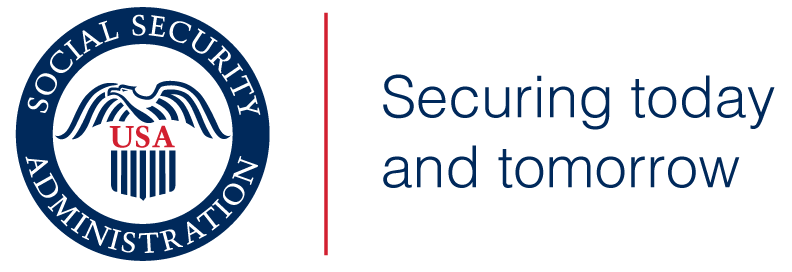 SOCIAL SECURITY
USA
ADMINISTRATION
Securing today
and tomorrow